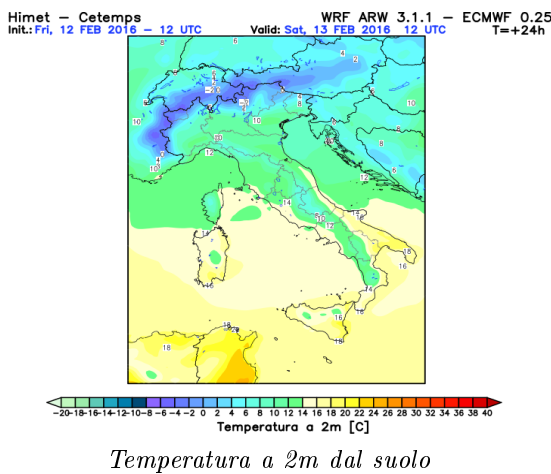 Himet – Cetemps
WRF ARW 3.1.1 – ECMWF 0.25
Init.: Fri, 12 FEB 2016 – 12 UTC
Valid: Sat, 13 FEB 2016 12 UTC
T=+24h
-20 -18 -16 -14 -12 -10 -8 -6 -4 -2 0 2 4 6 8 10 12 14 16 18 20 22 24 26 28 30 32 34 36 38 40
Temperatura a 2m [C]
Temperatura a 2m dal suolo